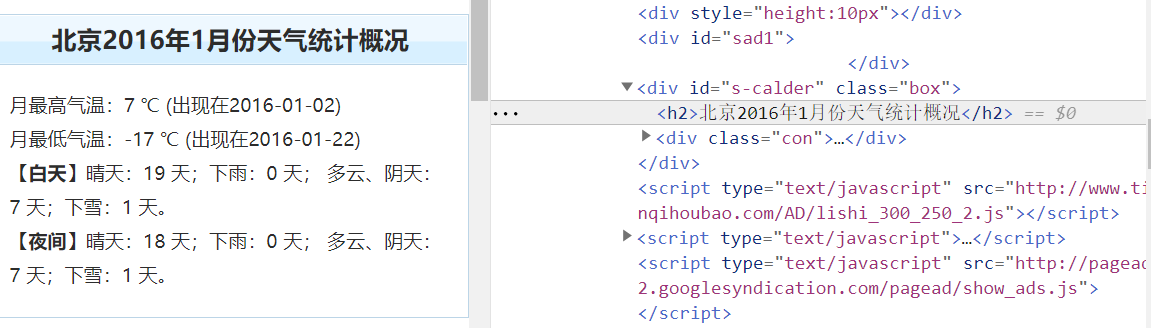 北京2016年1月份天气统计概况
月最高气温：7 ℃ (出现在2016-01-02)
月最低气温：-17 ℃ (出现在2016-01-22)
【白天】晴天：19 天；下雨：0 天； 多云、阴天：
7 天；下雪：1 天。
【夜间】晴天：18 天；下雨：0 天； 多云、阴天：
7 天；下雪：1 天。
<div style="height:10px"></div>
<div id="sad1">
</div>
▼<div id="s-calder" class="box">
··· <h2>北京2016年1月份天气统计概况</h2> == $0
▶<div class="con">…</div>
</div>
<script type="text/javascript" src="http://www.ti
nqihoubao.com/AD/lishi_300_250_2.js"></script>
▶<script type="text/javascript">…</script>
<script type="text/javascript" src="http://pagead
2.googlesyndication.com/pagead/show_ads.js">
</script>